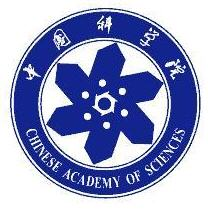 中国科学院
CHINESE ACADEMY OF SCIENCES